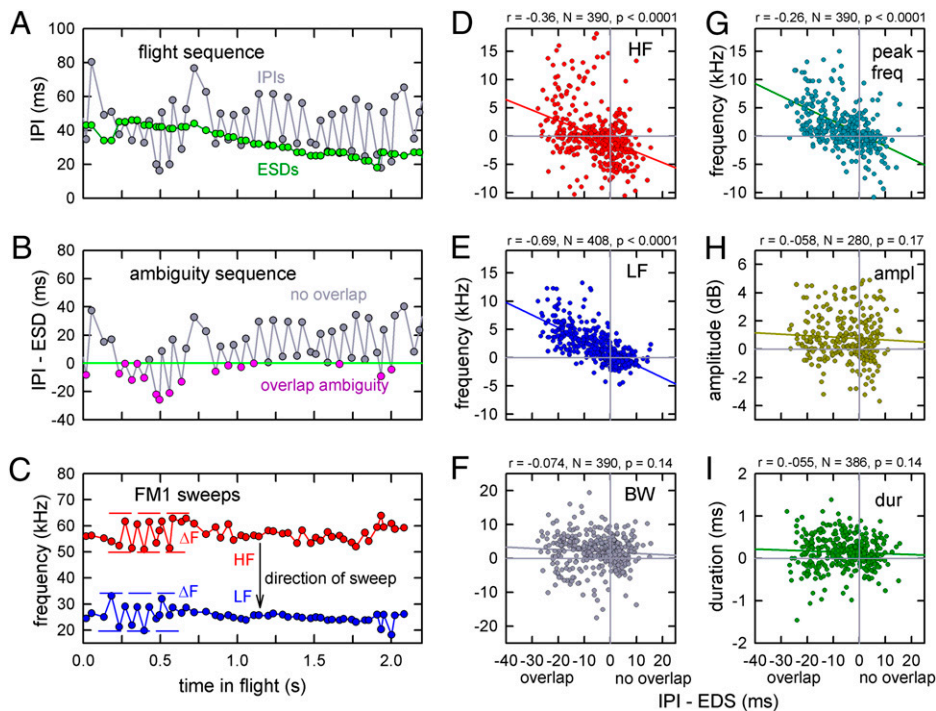 A
flight sequence
IPIs
ESDs
IPI (ms)
100
80
60
40
20
0
B
ambiguity sequence
no overlap
overlap ambiguity
IPI - ESD (ms)
80
60
40
20
0
-20
-40
C
FM1 sweeps
ΔF
HF
direction of sweep
ΔF
LF
frequency (kHz)
80
70
60
50
40
30
20
0.0 0.5 1.0 1.5 2.0
time in flight (s)
D
r = -0.36, N = 390, p < 0.0001
HF
frequency (kHz)
15
10
5
0
-5
-10
E
r = -0.69, N = 408, p < 0.0001
LF
frequency (kHz)
15
10
5
0
-5
-10
F
r = -0.074, N = 390, p = 0.14
BW
20
10
0
-10
-20
-40 -30 -20 -10 0 10 20
overlap no overlap
G
r = -0.26, N = 390, p < 0.0001
peak
freq
frequency (kHz)
15
10
5
0
-5
-10
H
r = 0.-058, N = 280, p = 0.17
ampl
amplitude (dB)
6
4
2
0
-2
-4
I
r = 0.-055, N = 386, p = 0.14
dur
duration (ms)
2
1
0
-1
-2
-40 -30 -20 -10 0 10 20
overlap no overlap
IPI - EDS (ms)